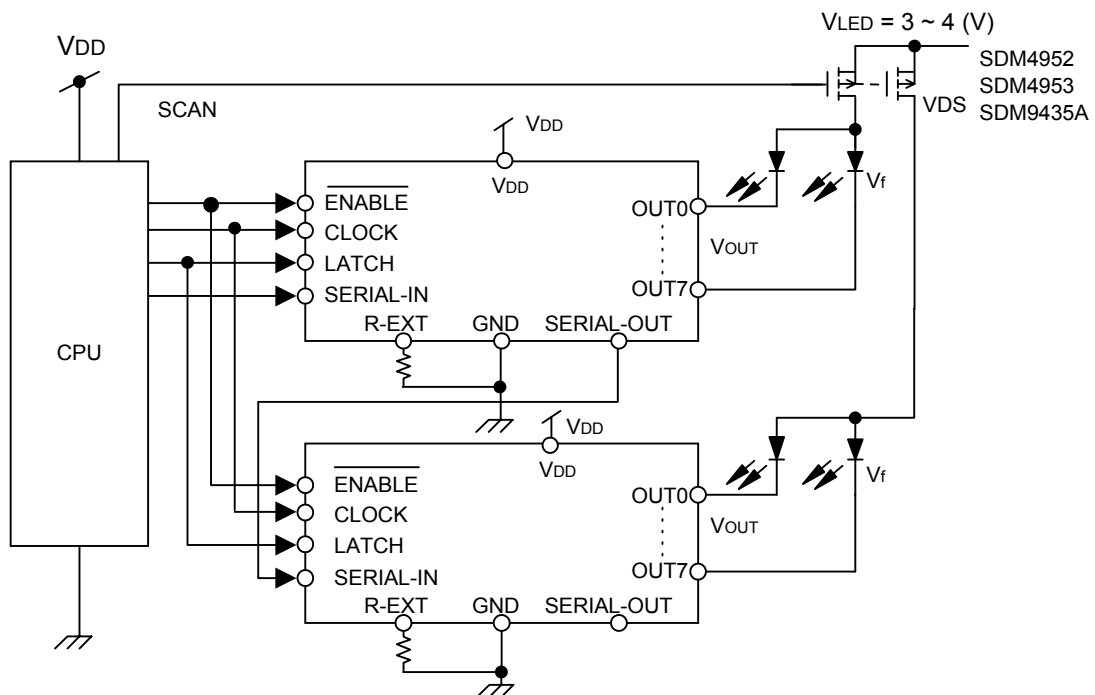 VLED = 3 ~ 4 (V)
VDD
SDM4952
SDM4953
SDM9435A
SCAN
VDS
VDD
VDD
ENABLE
CLOCK
LATCH
SERIAL-IN
OUT0
OUT7
VOUT
Vf
R-EXT GND SERIAL-OUT
CPU
VDD
VDD
ENABLE
CLOCK
LATCH
SERIAL-IN
OUT0
OUT7
VOUT
Vf
R-EXT GND SERIAL-OUT